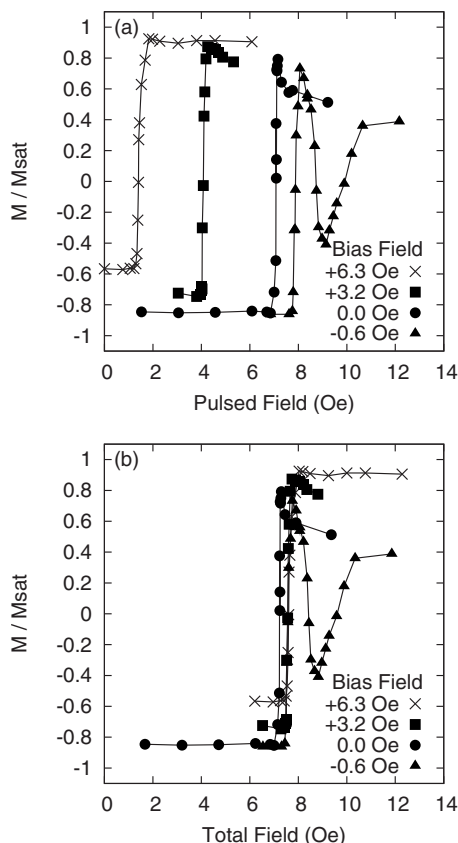 (a)
M / Msat
1
0.8
0.6
0.4
0.2
0
-0.2
-0.4
-0.6
-0.8
-1
Bias Field
+6.3 Oe
+3.2 Oe
0.0 Oe
-0.6 Oe
0 2 4 6 8 10 12 14
Pulsed Field (Oe)
(b)
M / Msat
1
0.8
0.6
0.4
0.2
0
-0.2
-0.4
-0.6
-0.8
-1
Bias Field
+6.3 Oe
+3.2 Oe
0.0 Oe
-0.6 Oe
0 2 4 6 8 10 12 14
Total Field (Oe)